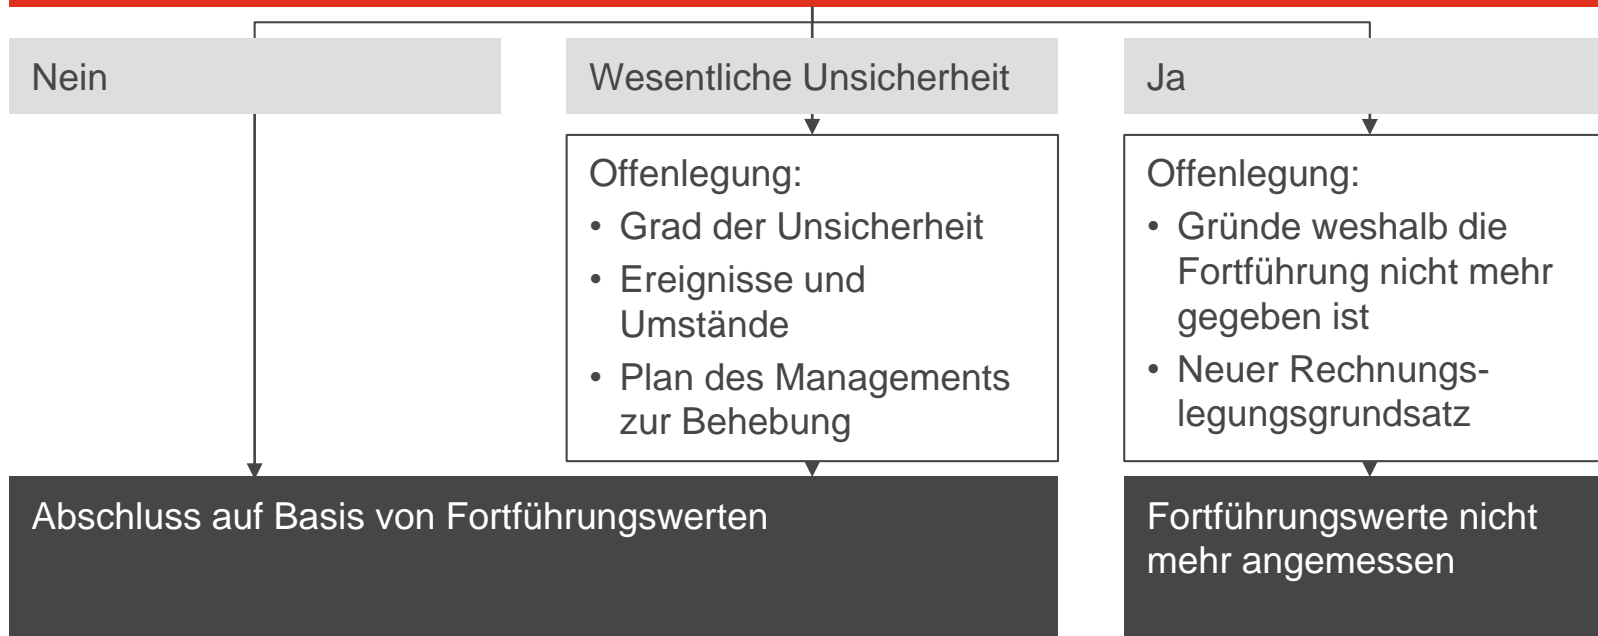 Nein
Wesentliche Unsicherheit
Ja
Offenlegung:
• Grad der Unsicherheit
• Ereignisse und
Umstände
• Plan des Managements
zur Behebung
Offenlegung:
• Gründe weshalb die
Fortführung nicht mehr
gegeben ist
• Neuer Rechnungs-
legungsgrundsatz
Abschluss auf Basis von Fortführungswerten
Fortführungswerte nicht
mehr angemessen